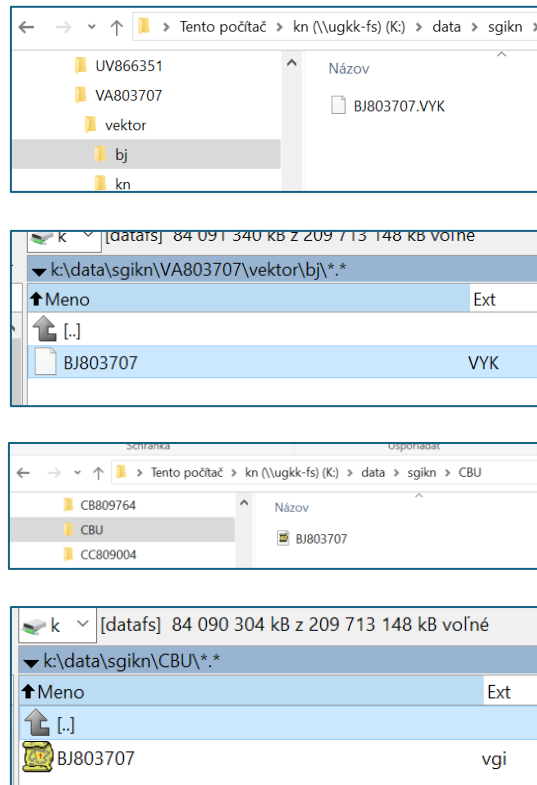 Tento počítač > kn (\\ugkk-fs) (K:) > data > sgikn >
UV866351
Názov
VA803707
BJ803707.VYK
vektor
bj
kn
k [datafs] 84 091 340 kB z 209 713 148 kB voľné
k:\data\sgikn\VA803707\vektor\bj\*.*
Meno Ext
[..]
BJ803707 VYK
Schránka Usporiadať
Tento počítač > kn (\\ugkk-fs) (K:) > data > sgikn > CBU
CB809764 Názov
CBU
BJ803707
CC809004
k [datafs] 84 090 304 kB z 209 713 148 kB voľné
k:\data\sgikn\CBU\*.*
Meno Ext
[..]
BJ803707 vgi